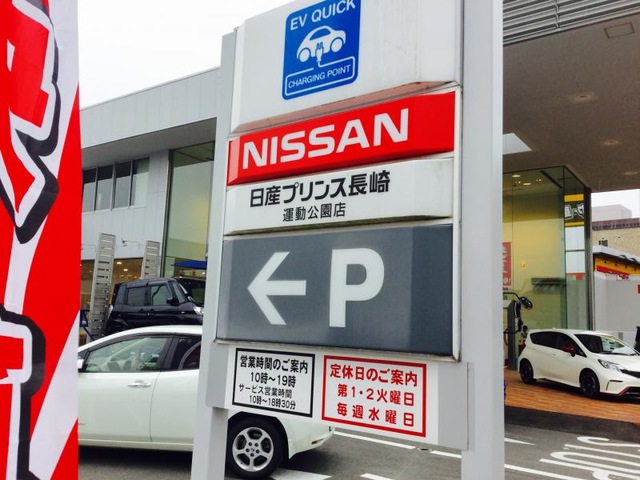 EV QUICK
CHARGING POINT
NISSAN
日産プリンス長崎
運動公園店
←P
営業時間のご案内
10時～19時
サービス営業時間
10時～18時30分
定休日のご案内
第1・2火曜日
毎週水曜日